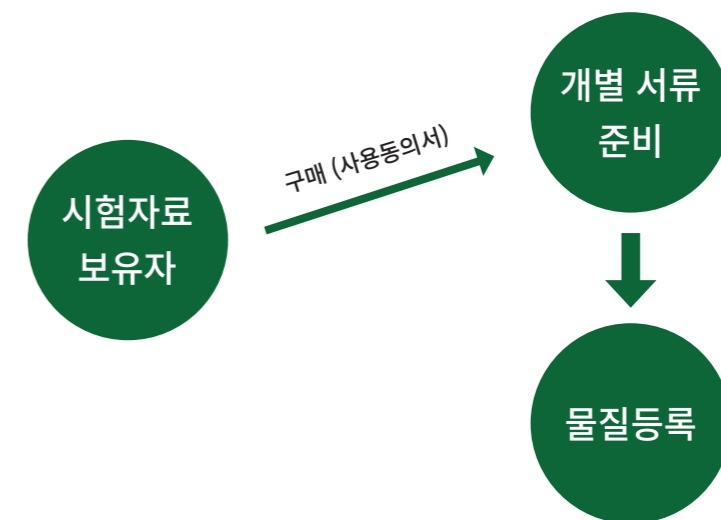 시험자료
보유자
구매 (사용동의서)
개별 서류
준비
물질등록